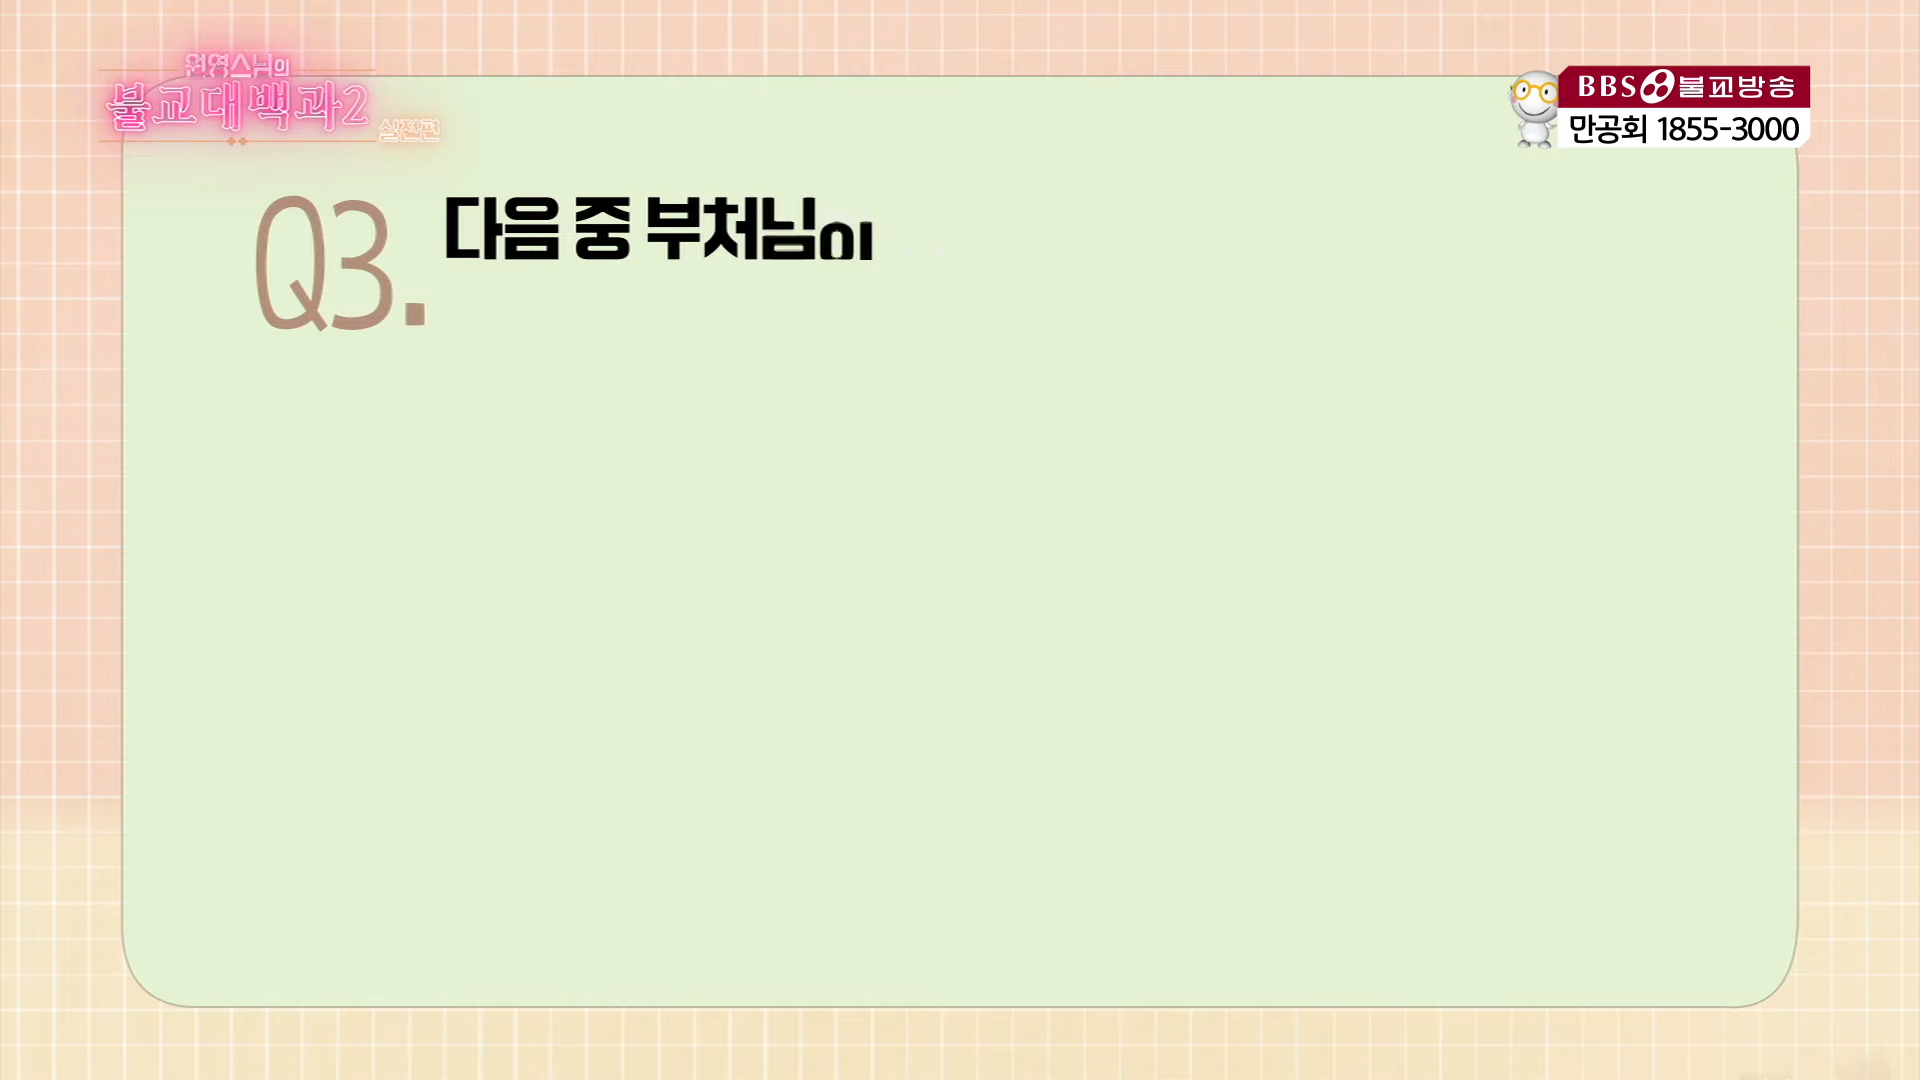 원영스님의
불교대백과2
실전편
BBS 불교방송
만공회 1855-3000
Q3. 다음 중 부처님이